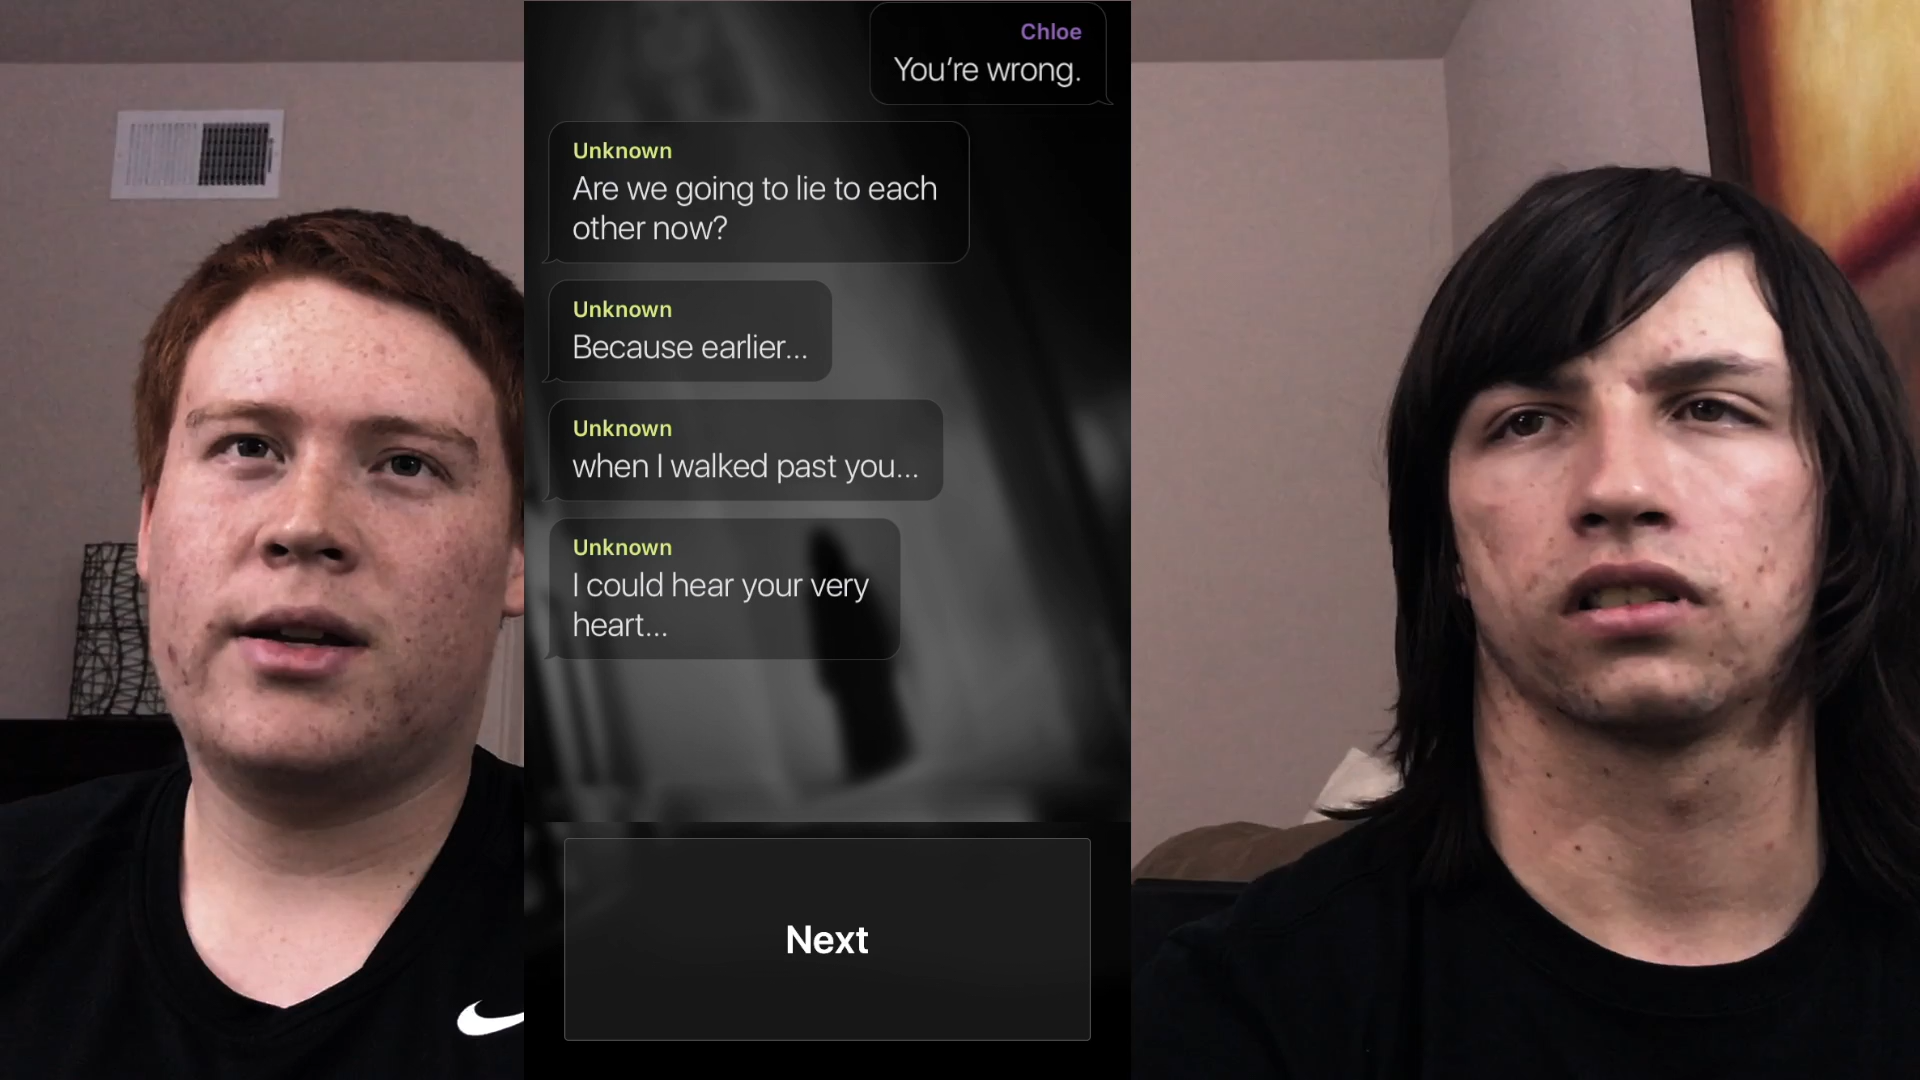 Chloe
You’re wrong.
Unknown
Are we going to lie to each
other now?
Unknown
Because earlier...
Unknown
when I walked past you...
Unknown
I could hear your very
heart...
Next